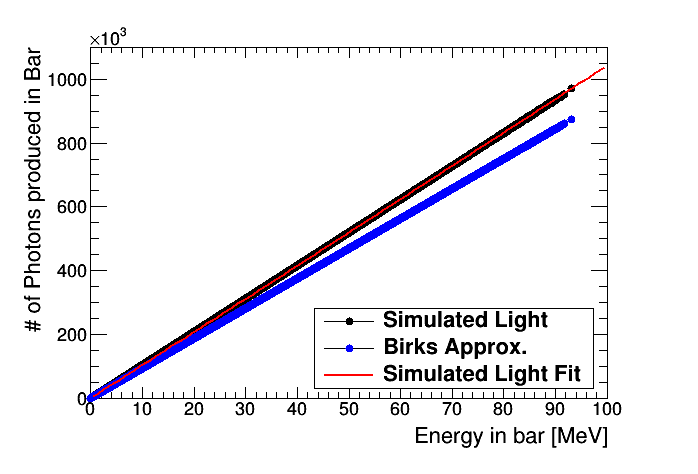 ×10³
# of Photons produced in Bar
1000
800
600
400
200
0
Simulated Light
Birks Approx.
Simulated Light Fit
0 10 20 30 40 50 60 70 80 90 100
Energy in bar [MeV]